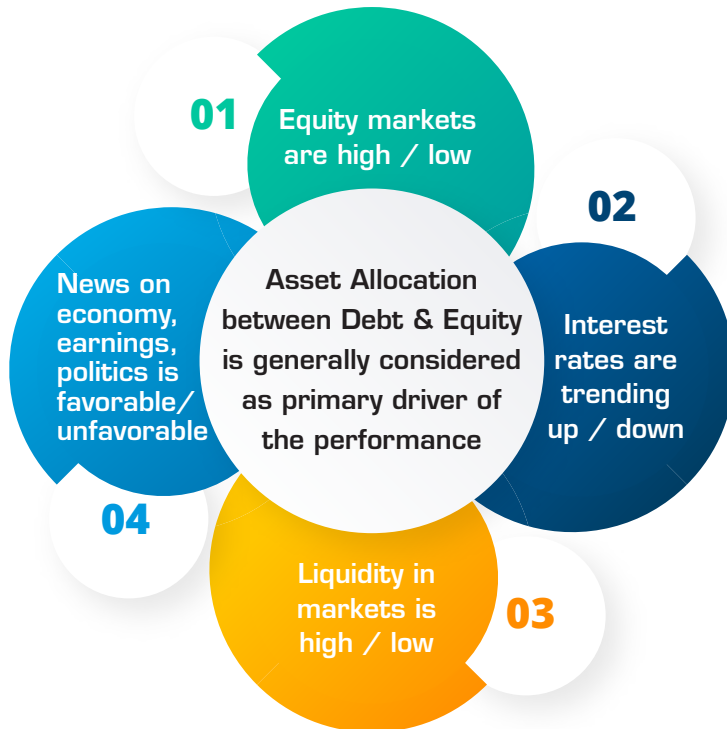 01
Equity markets
are high / low
02
Interest
rates are
trending
up / down
Asset Allocation
between Debt & Equity
is generally considered
as primary driver of
the performance
03
Liquidity in
markets is
high / low
04
News on
economy,
earnings,
politics is
favorable/
unfavorable